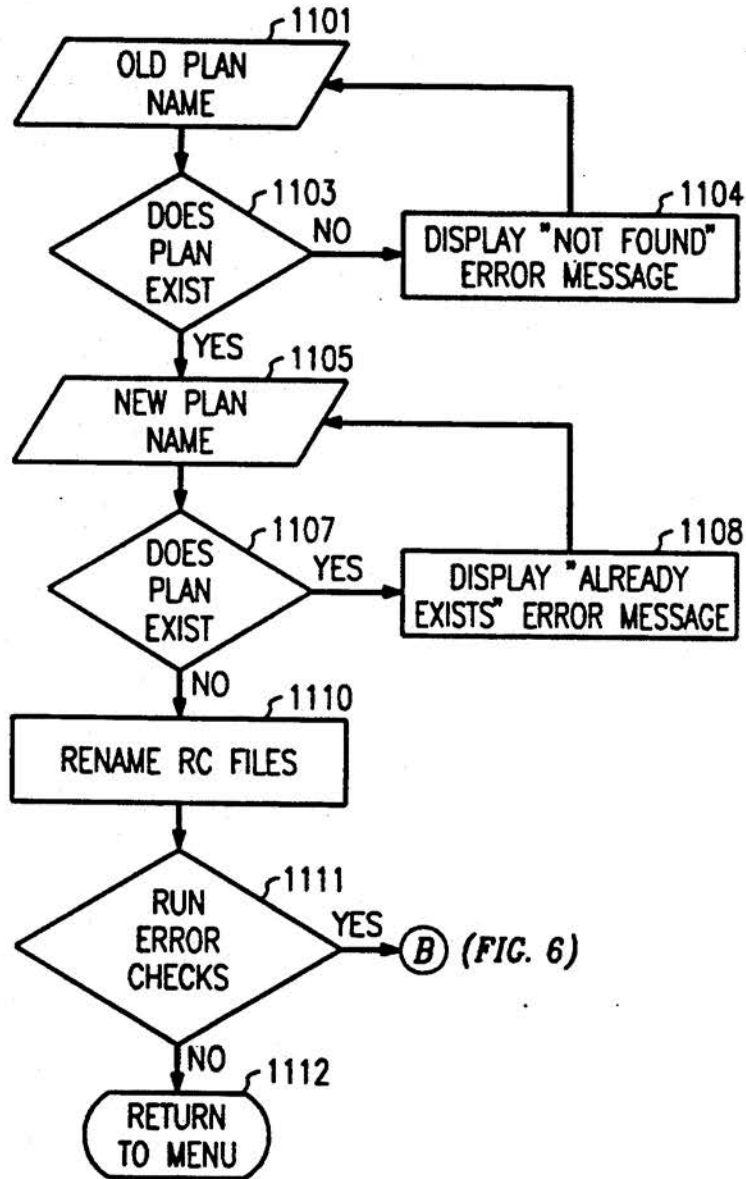 1101
OLD PLAN
NAME
1103
DOES
PLAN
EXIST
NO
1104
DISPLAY "NOT FOUND"
ERROR MESSAGE
YES
1105
NEW PLAN
NAME
1107
DOES
PLAN
EXIST
YES
1108
DISPLAY "ALREADY
EXISTS" ERROR MESSAGE
NO
1110
RENAME RC FILES
1111
RUN
ERROR
CHECKS
YES
B (FIG. 6)
NO
1112
RETURN
TO MENU